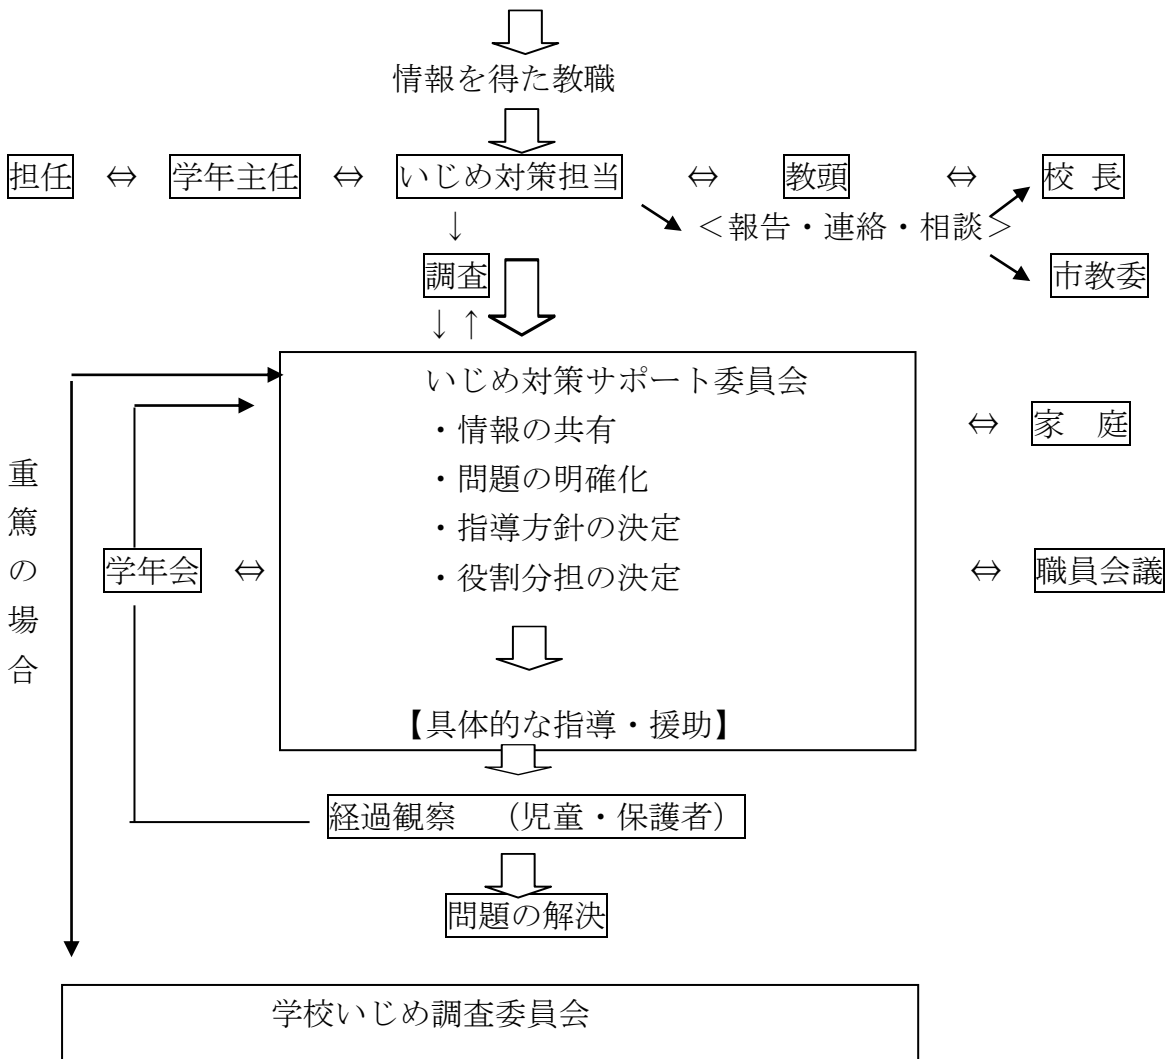 情報を得た教職
担任 ⇔ 学年主任 ⇔ いじめ対策担当 ⇔ 教頭 ⇔ 校 長
＜報告・連絡・相談＞
↓
調査
市教委
↓↑
いじめ対策サポート委員会
・情報の共有
⇔ 家 庭
・問題の明確化
・指導方針の決定
学年会 ⇔
・役割分担の決定
⇔ 職員会議
重篤の場合
【具体的な指導・援助】
経過観察 （児童・保護者）
問題の解決
学校いじめ調査委員会